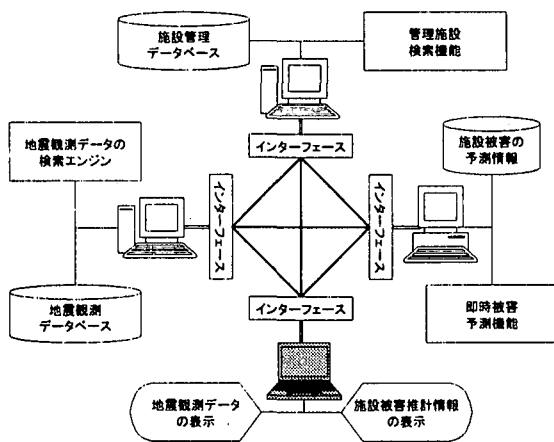 施設管理
データベース
管理施設
検索機能
インターフェース
地震観測データの
検索エンジン
インターフェース
インターフェース
施設被害の
予測情報
地震観測
データベース
インターフェース
即時被害
予測機能
地震観測データ
の表示
施設被害推計情報
の表示